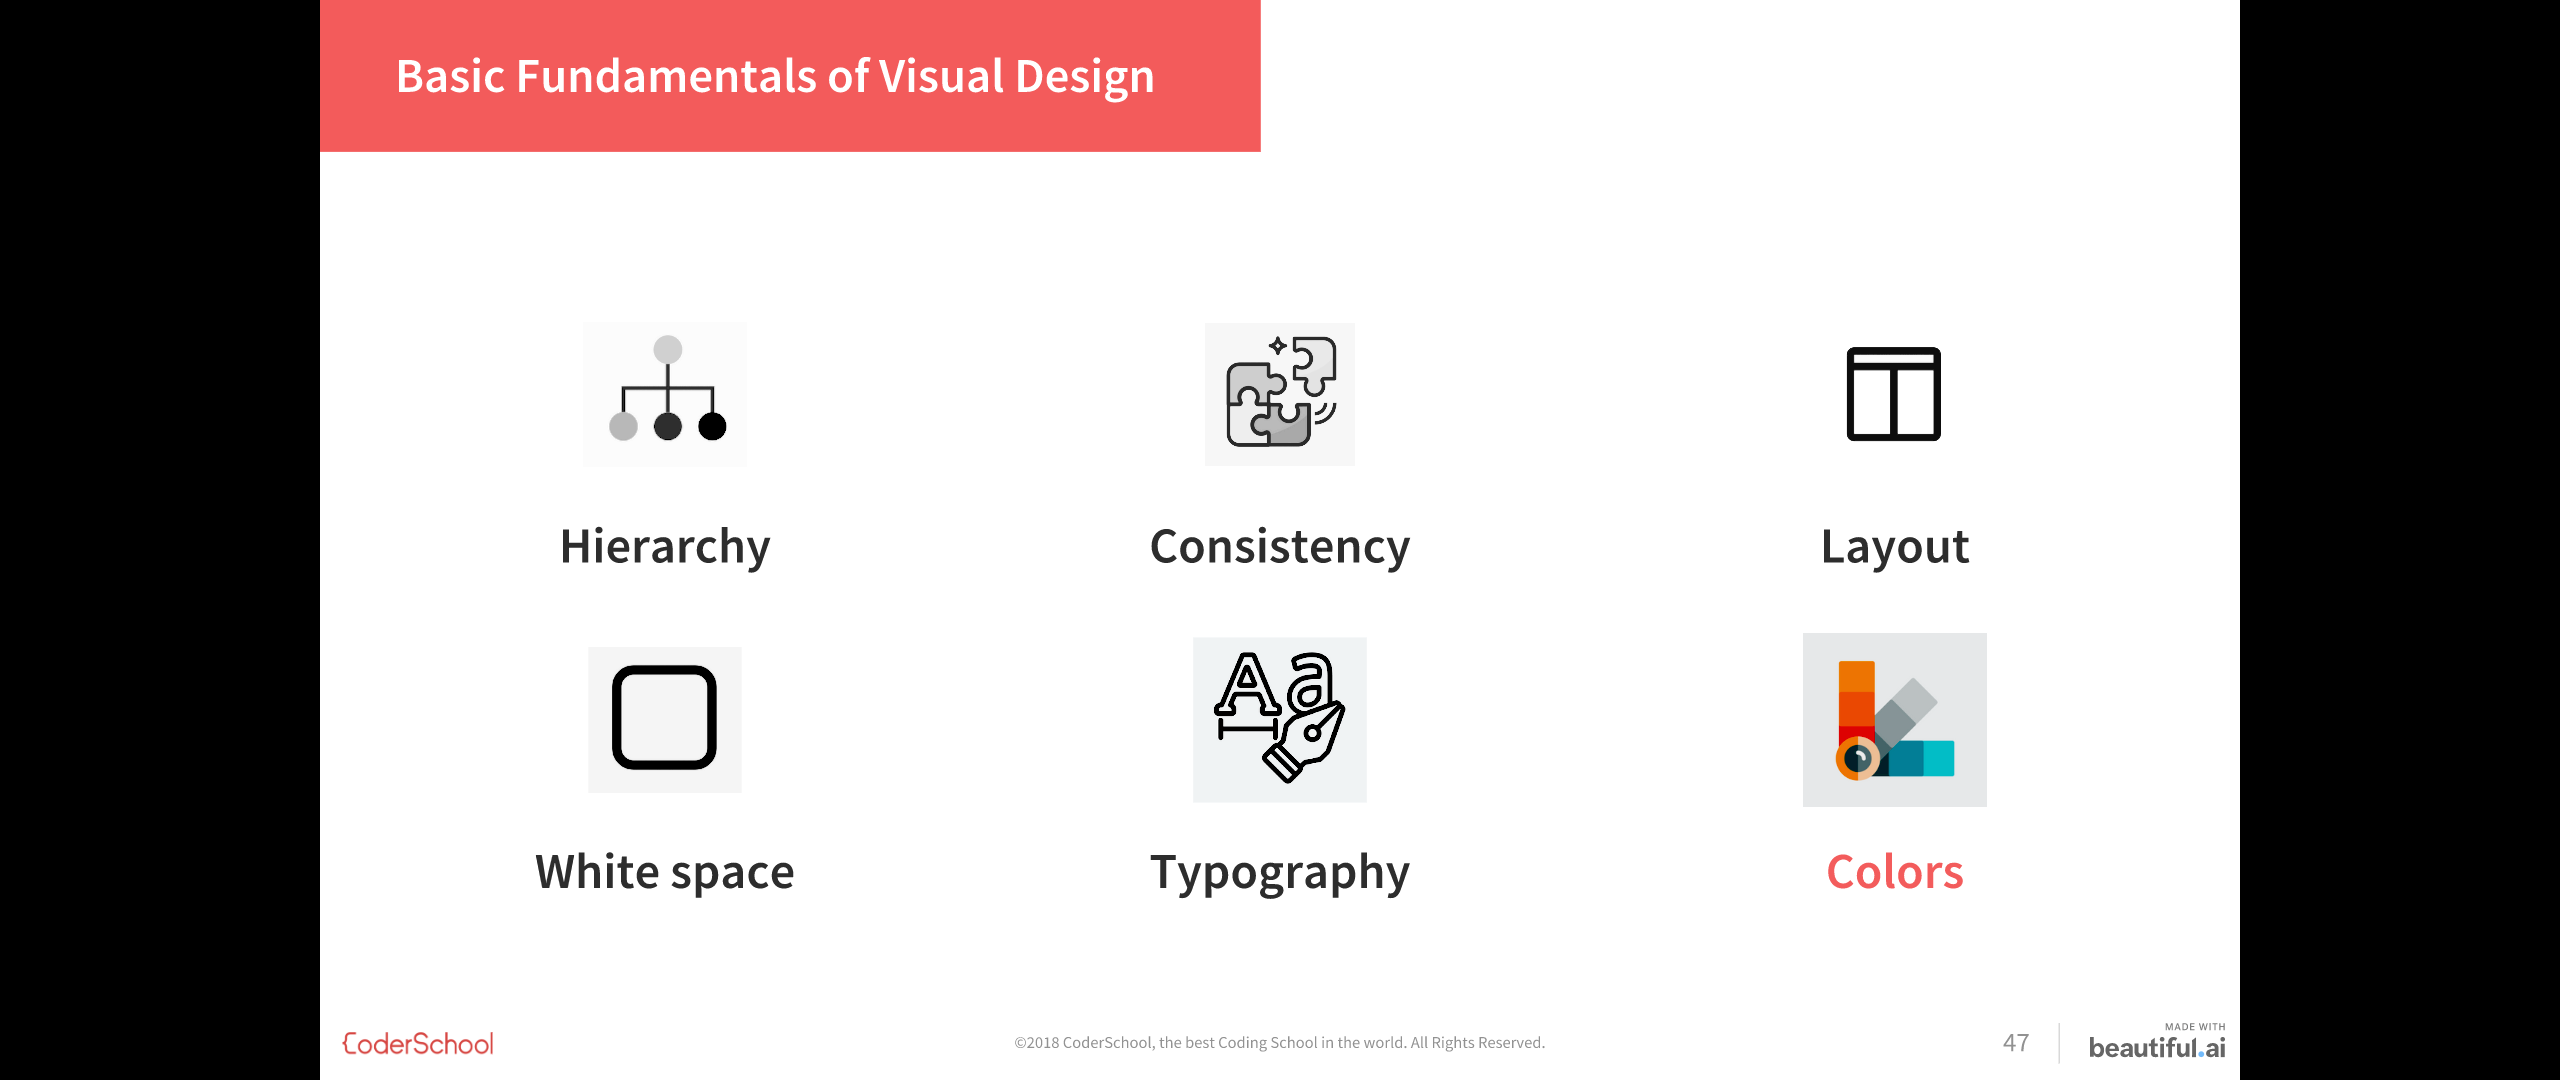 Basic Fundamentals of Visual Design
Hierarchy
Consistency
Layout
White space
Aa
Typography
Colors
{CoderSchool
©2018 CoderSchool, the best Coding School in the world. All Rights Reserved.
47
MADE WITH
beautiful.ai